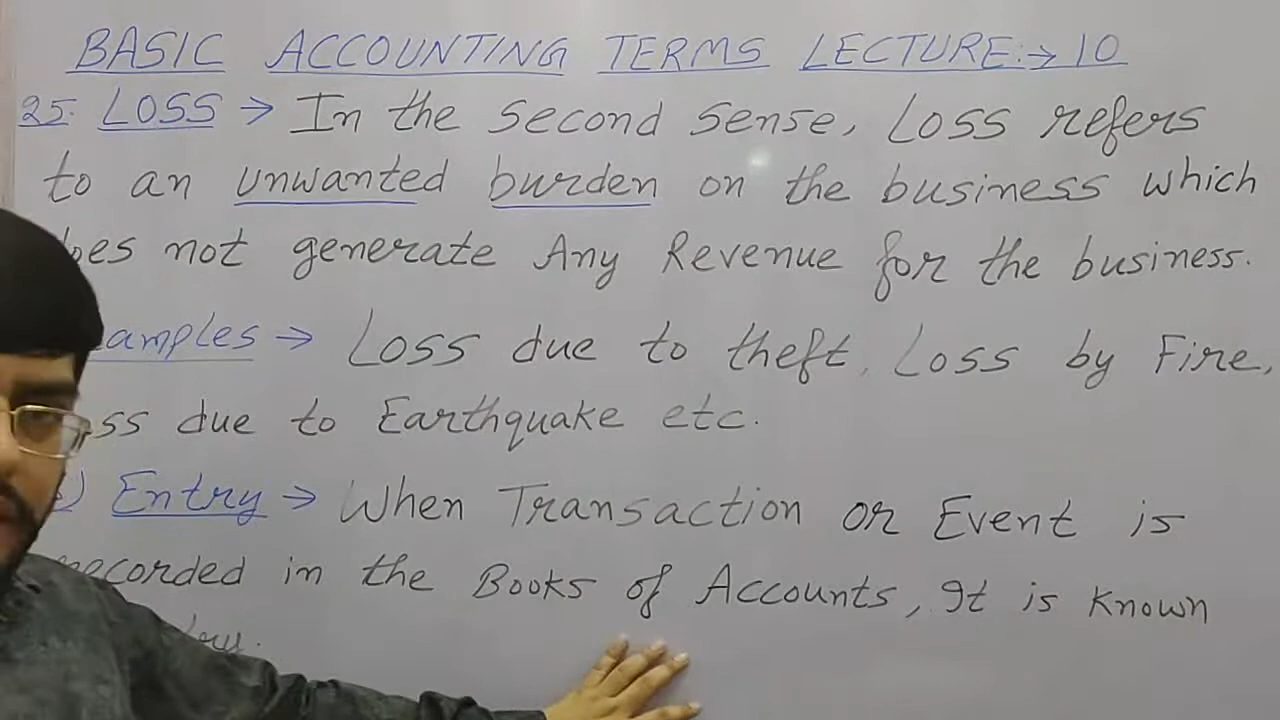 BASIC ACCOUNTING TERMS LECTURE:→ 10
25. LOSS → In the second sense, Loss refers
to an unwanted burden on the business which
not generate Any Revenue for the business.
→ Loss due to theft, Loss by Fire,
due to Earthquake etc.
Entry → When Transaction or Event is
recorded in the Books of Accounts, It is known